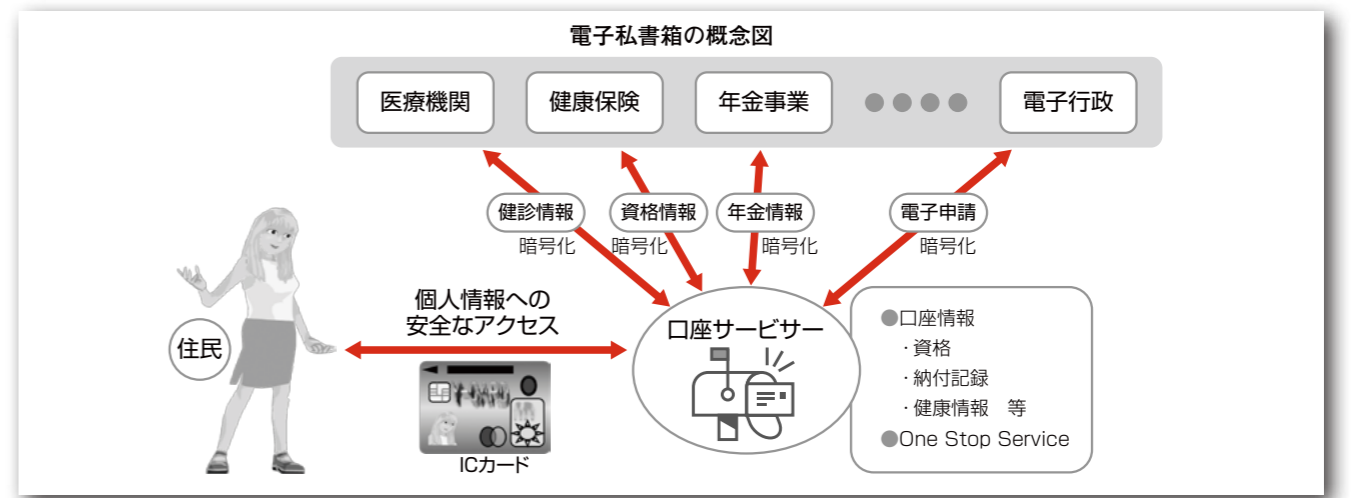 電子私書箱の概念図
医療機関
健康保険
年金事業
電子行政
健診情報
資格情報
年金情報
電子申請
暗号化
暗号化
暗号化
暗号化
個人情報への
安全なアクセス
住民
ICカード
口座サービサー
●口座情報
・資格
・納付記録
・健康情報　等
●One Stop Service